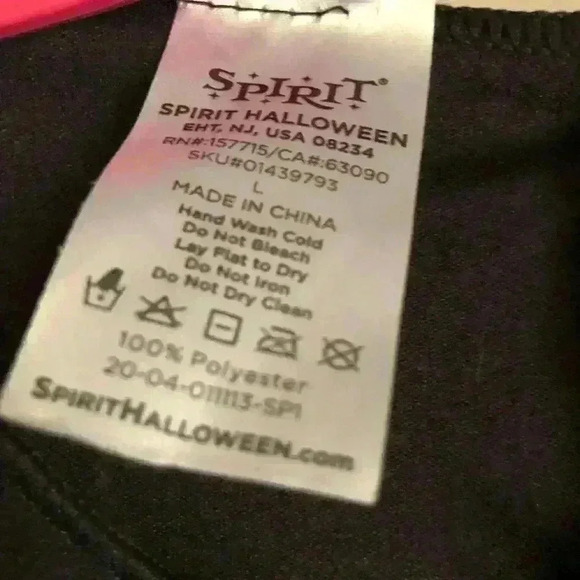 SPIRIT®
SPIRIT HALLOWEEN
EHT, NJ, USA 08234
RN#:157715/CA#:63090
SKU#01439793
L
MADE IN CHINA
Hand Wash Cold
Do Not Bleach
Lay Flat to Dry
Do Not Iron
Do Not Dry Clean
100% Polyester
20-04-011113-SPI
SPIRITHALLOWEEN.com